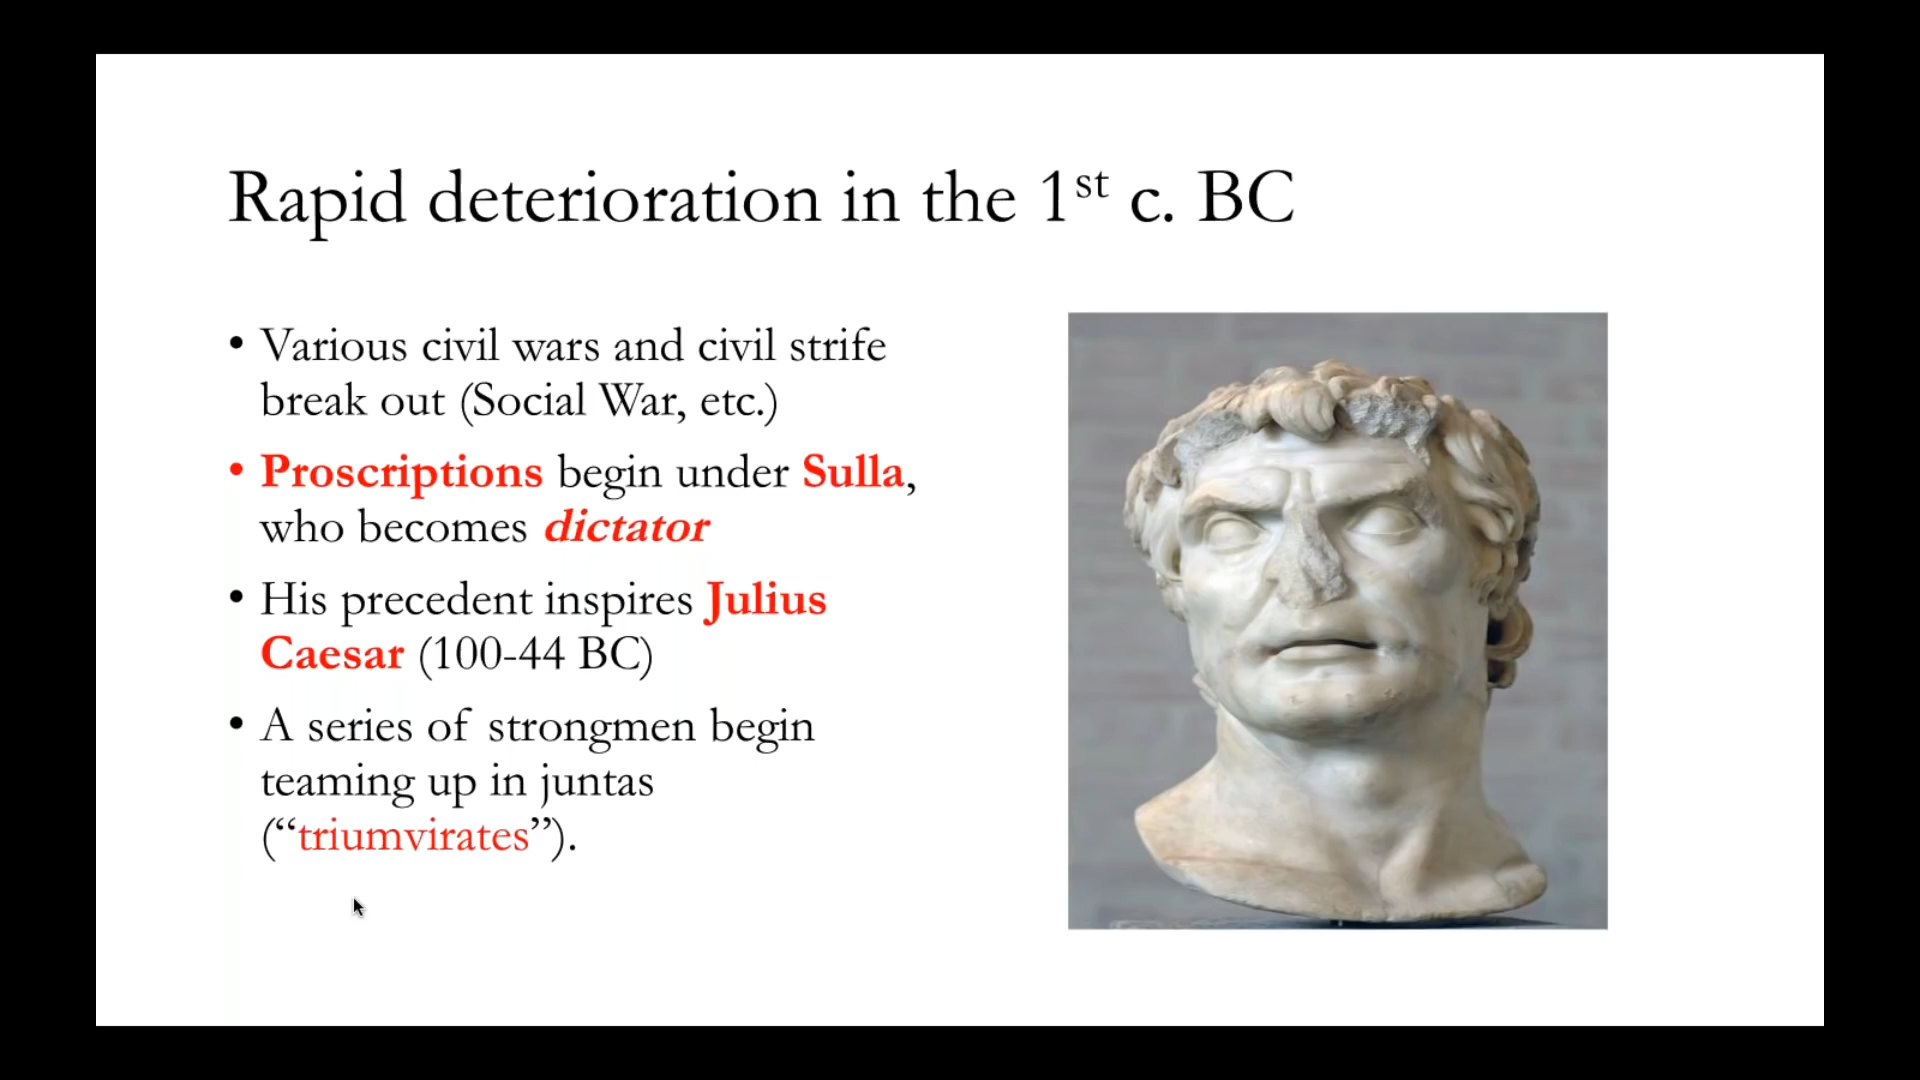 Rapid deterioration in the 1st c. BC
• Various civil wars and civil strife
break out (Social War, etc.)
• Proscriptions begin under Sulla,
who becomes dictator
• His precedent inspires Julius
Caesar (100-44 BC)
• A series of strongmen begin
teaming up in juntas
(“triumvirates”).